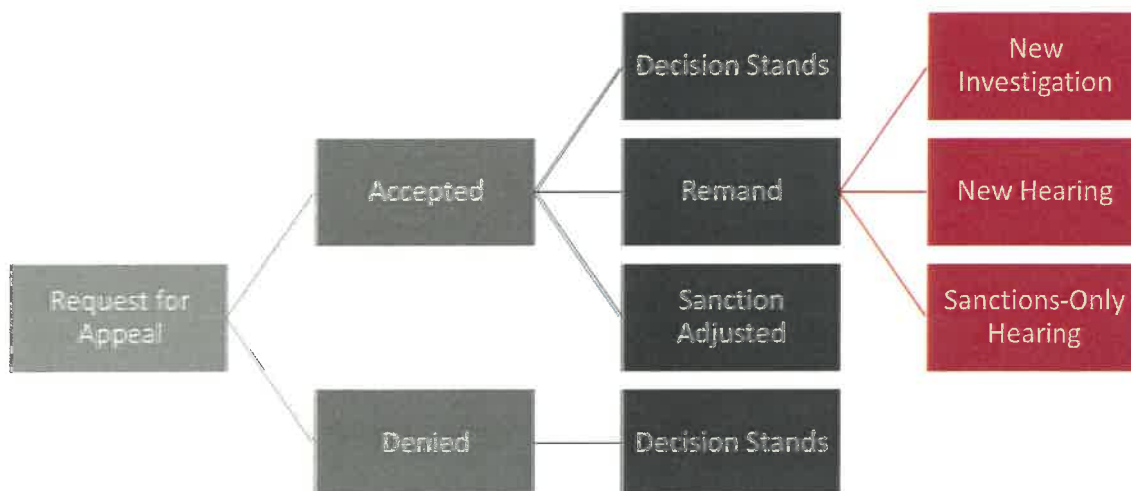 Request for
Appeal
Accepted
Denied
Decision Stands
Remand
Sanction
Adjusted
Decision Stands
New
Investigation
New Hearing
Sanctions-Only
Hearing